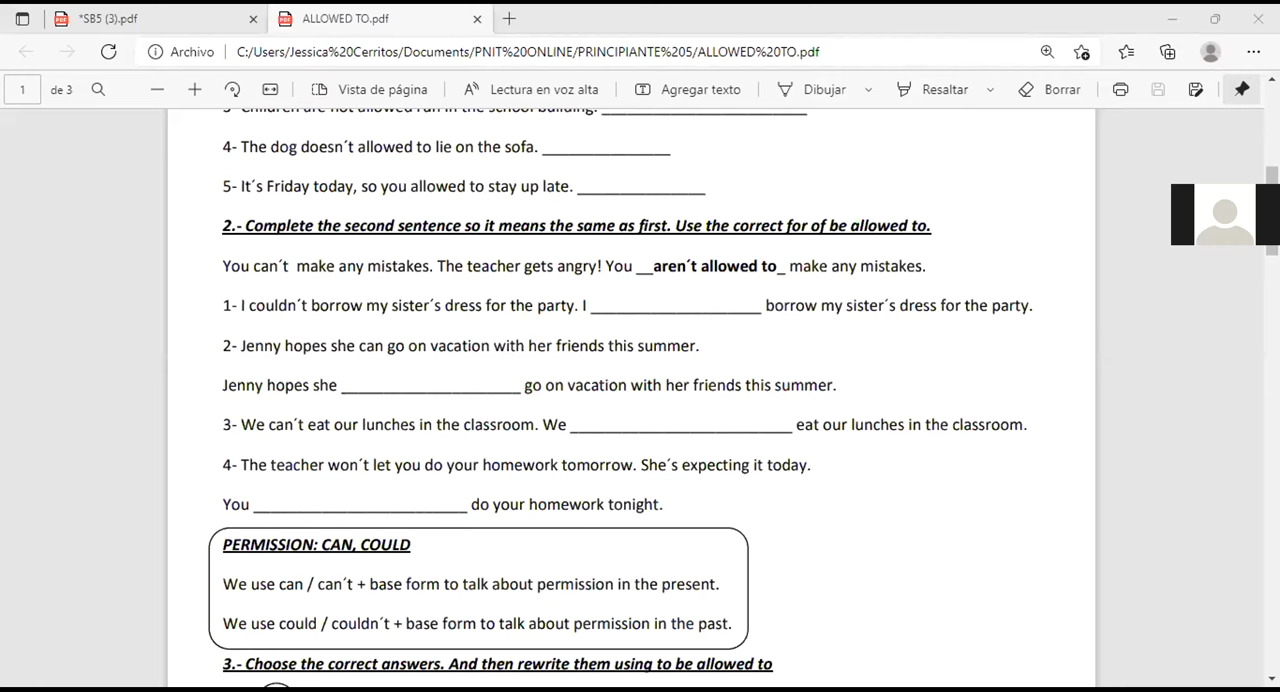 *SB5 (3).pdf
ALLOWED TO.pdf
Archivo C:/Users/Jessica%20Cerritos/Documents/PNIT%20ONLINE/PRINCIPIANTE%205/ALLOWED%20TO.pdf
1 de 3 Vista de página Lectura en voz alta Agregar texto Dibujar Resaltar Borrar
3- Children are not allowed run in the school building. ____________________
4- The dog doesn´t allowed to lie on the sofa. _______________
5- It´s Friday today, so you allowed to stay up late. _______________
2.- Complete the second sentence so it means the same as first. Use the correct for of be allowed to.
You can´t make any mistakes. The teacher gets angry! You __aren´t allowed to_ make any mistakes.
1- I couldn´t borrow my sister´s dress for the party. I ____________________ borrow my sister´s dress for the party.
2- Jenny hopes she can go on vacation with her friends this summer.
Jenny hopes she _____________________ go on vacation with her friends this summer.
3- We can´t eat our lunches in the classroom. We __________________________ eat our lunches in the classroom.
4- The teacher won´t let you do your homework tomorrow. She´s expecting it today.
You _________________________ do your homework tonight.
PERMISSION: CAN, COULD
We use can / can´t + base form to talk about permission in the present.
We use could / couldn´t + base form to talk about permission in the past.
3.- Choose the correct answers. And then rewrite them using to be allowed to